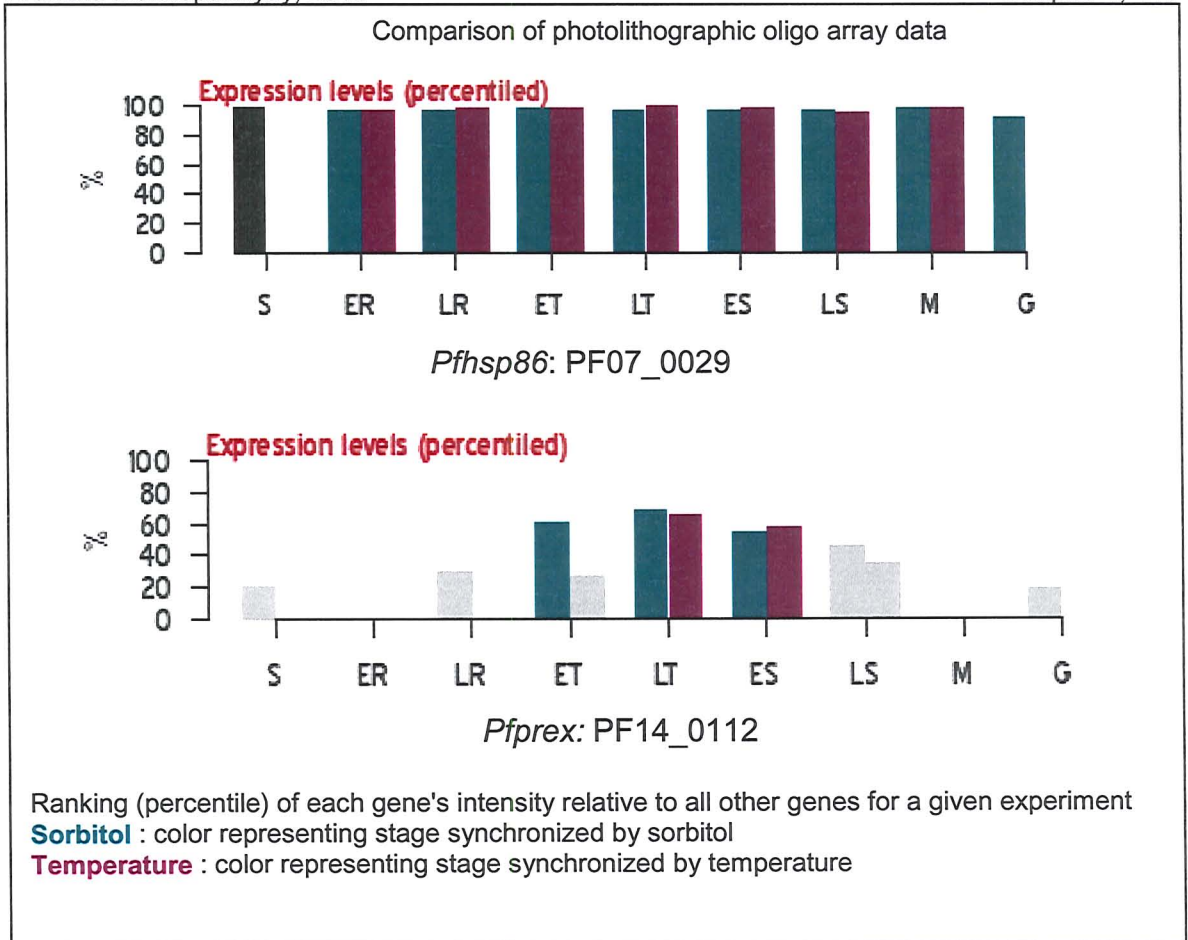 Comparison of photolithographic oligo array data
Expression levels (percentiled)
100
80
60
40
20
0
%
S ER LR ET LT ES LS M G
Pfhsp86: PF07_0029
Expression levels (percentiled)
100
80
60
40
20
0
%
S ER LR ET LT ES LS M G
Pfprex: PF14_0112
Ranking (percentile) of each gene's intensity relative to all other genes for a given experiment
Sorbitol : color representing stage synchronized by sorbitol
Temperature : color representing stage synchronized by temperature